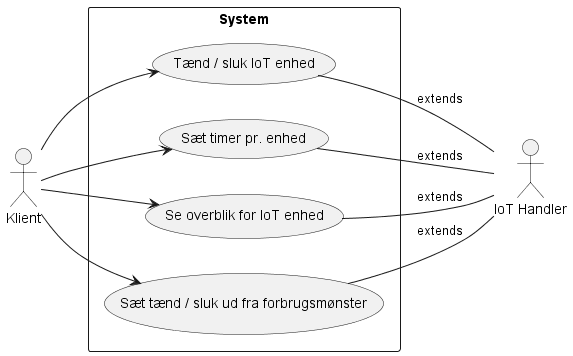 System
Tænd / sluk IoT enhed
extends
Sæt timer pr. enhed
extends
Se overblik for IoT enhed
extends
Klient
IoT Handler
extends
Sæt tænd / sluk ud fra forbrugsmønster